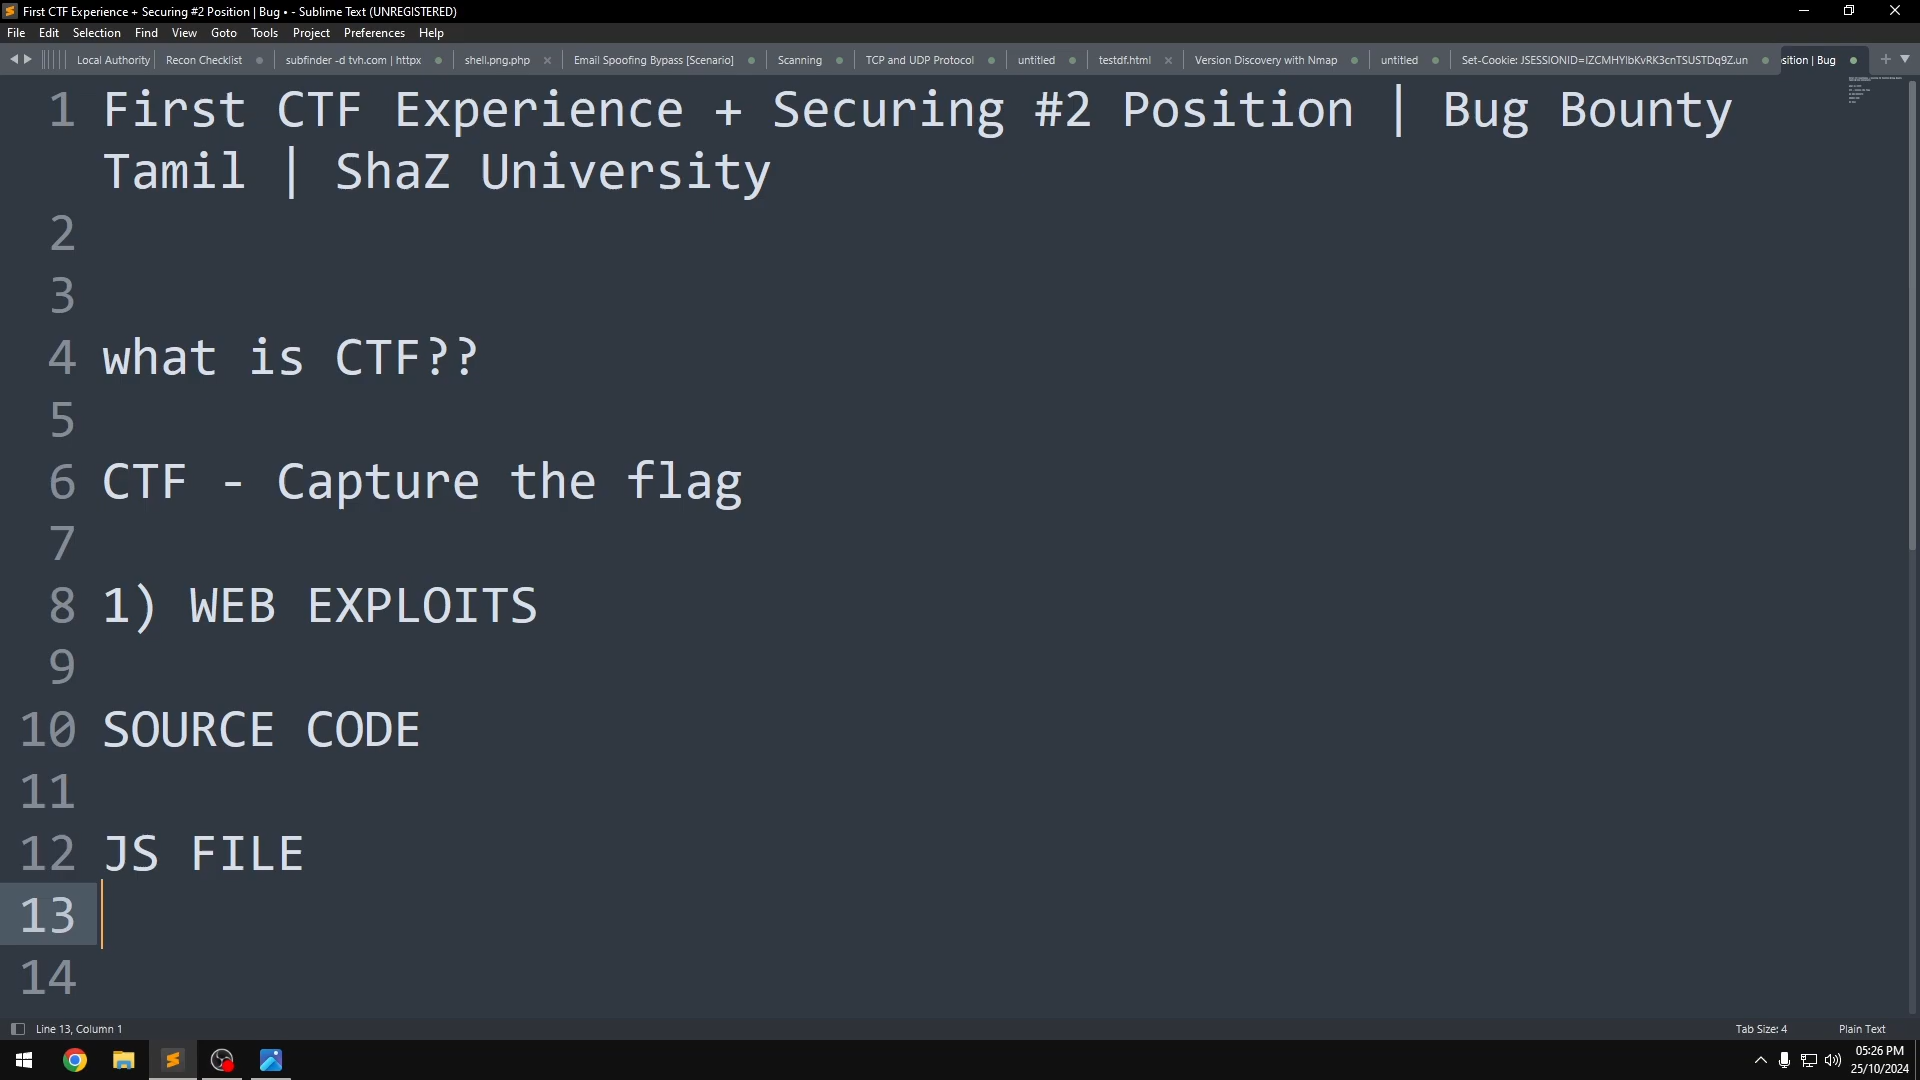 First CTF Experience + Securing #2 Position | Bug • - Sublime Text (UNREGISTERED)
File Edit Selection Find View Goto Tools Project Preferences Help
Local Authority Recon Checklist subfinder -d tvh.com | httpx shell.png.php Email Spoofing Bypass [Scenario] Scanning TCP and UDP Protocol untitled testdf.html Version Discovery with Nmap untitled Set-Cookie: sition | Bug
1 First CTF Experience + Securing #2 Position | Bug Bounty
Tamil | ShaZ University
2
3
4 what is CTF??
5
6 CTF - Capture the flag
7
8 1) WEB EXPLOITS
9
10 SOURCE CODE
11
12 JS FILE
13
14
Line 13, Column 1 Tab Size: 4 Plain Text
05:26 PM
25/10/2024